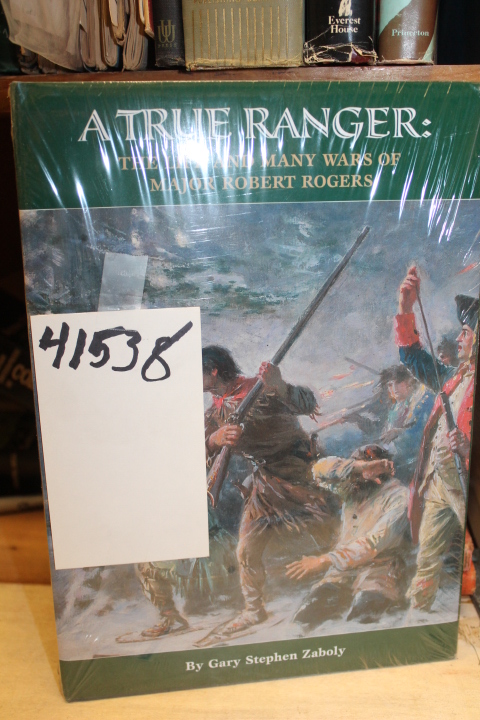 Everest
House
Princeton
A TRUE RANGER:
THE LIFE AND MANY WARS OF
MAJOR ROBERT ROGERS
41538
By Gary Stephen Zaboly